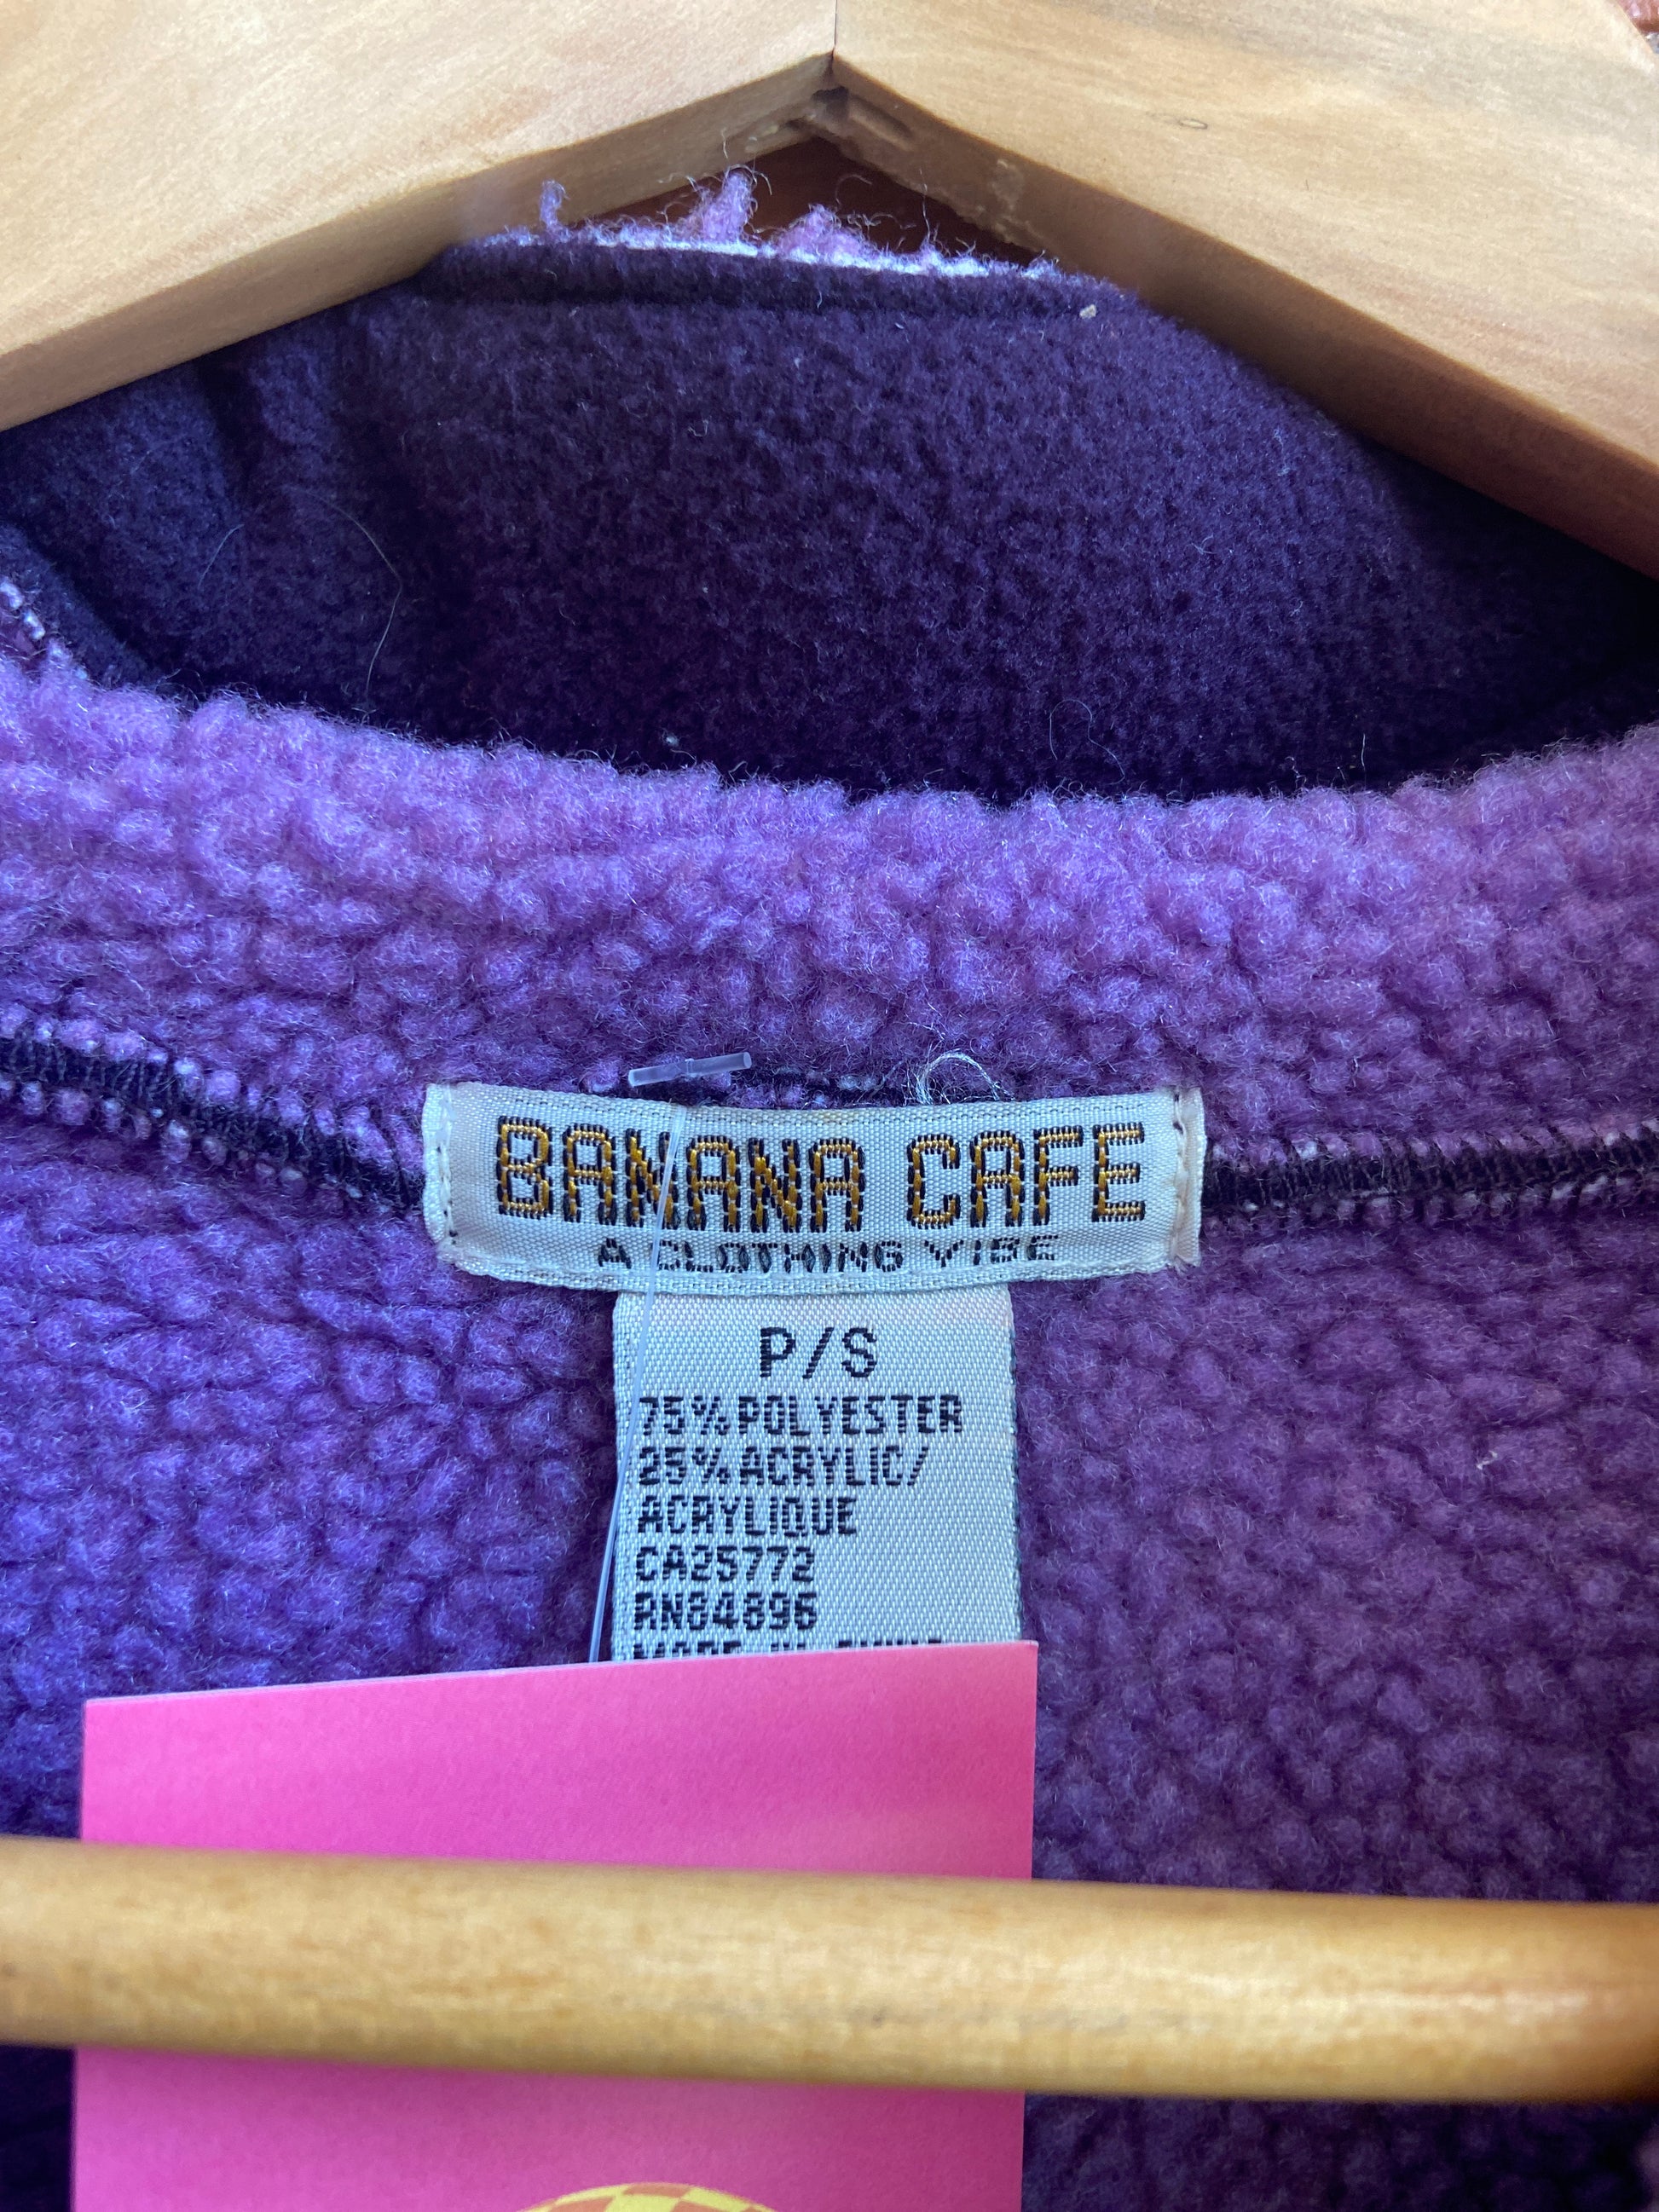 BANANA CAFE
A CLOTHING VIBE
P/S
75% POLYESTER
25% ACRYLIC/
ACRYLIQUE
CA25772
RN84896